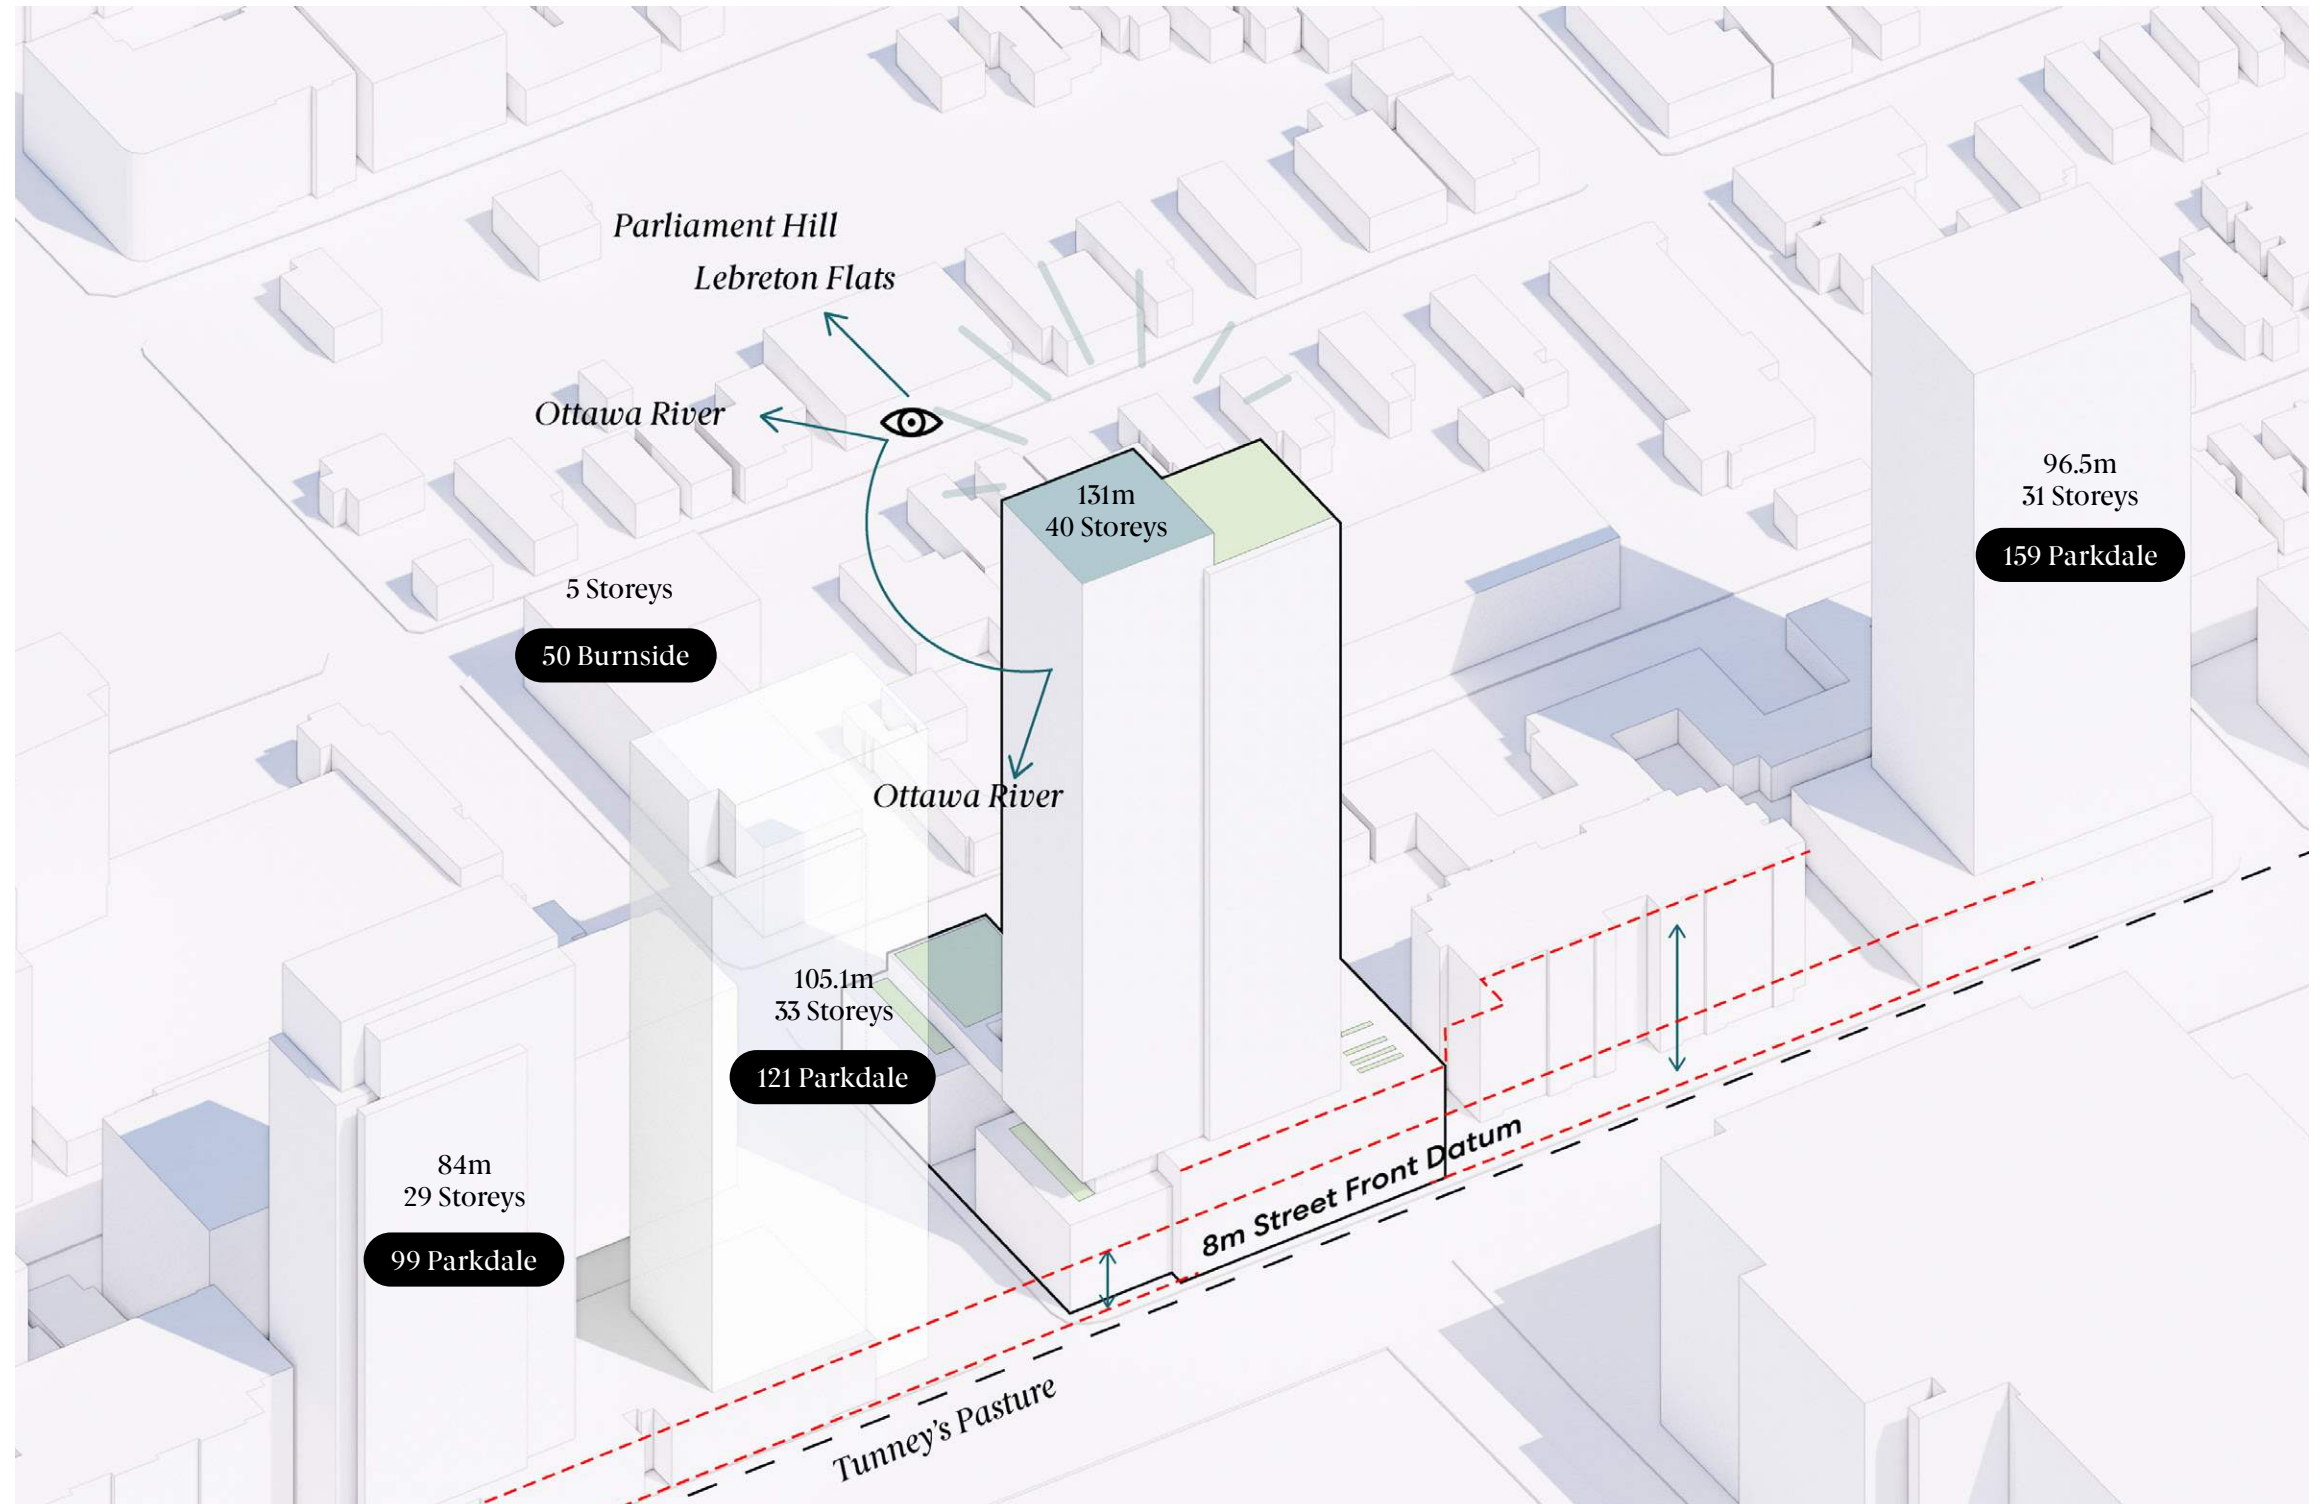 Parliament Hill
Lebreton Flats
Ottawa River
131m
40 Storeys
96.5m
31 Storeys
159 Parkdale
5 Storeys
50 Burnside
Ottawa River
105.1m
33 Storeys
121 Parkdale
84m
29 Storeys
99 Parkdale
8m Street Front Datum
Tunney's Pasture